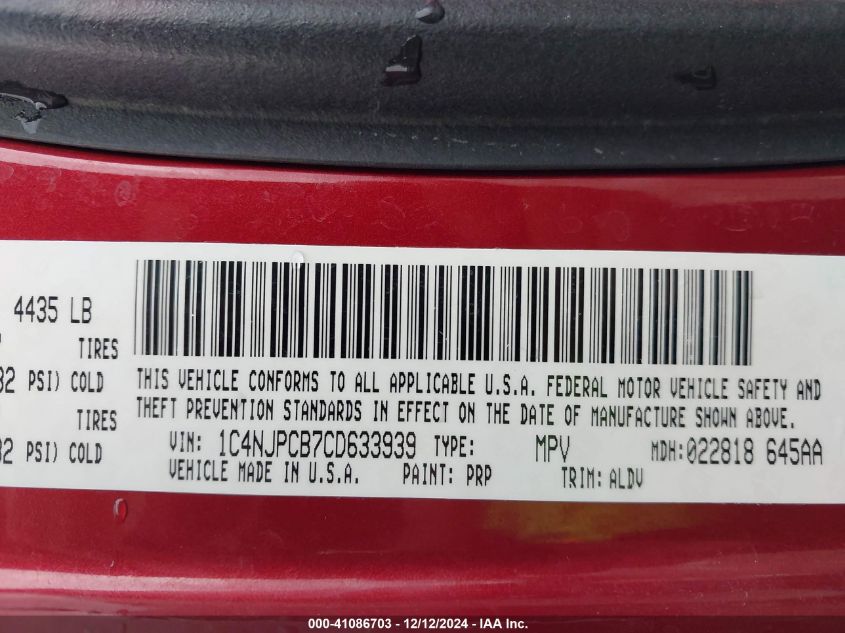 4435 LB
TIRES
32 PSI) COLD
TIRES
32 PSI) COLD
THIS VEHICLE CONFORMS TO ALL APPLICABLE U.S.A. FEDERAL MOTOR VEHICLE SAFETY AND
THEFT PREVENTION STANDARDS IN EFFECT ON THE DATE OF MANUFACTURE SHOWN ABOVE.
VIN: 1C4NJPCB7CD633939 TYPE: MPV MDH:022818 645AA
VEHICLE MADE IN U.S.A. PAINT: PRP TRIM: ALDV
000-41086703 - 12/12/2024 - IAA Inc.